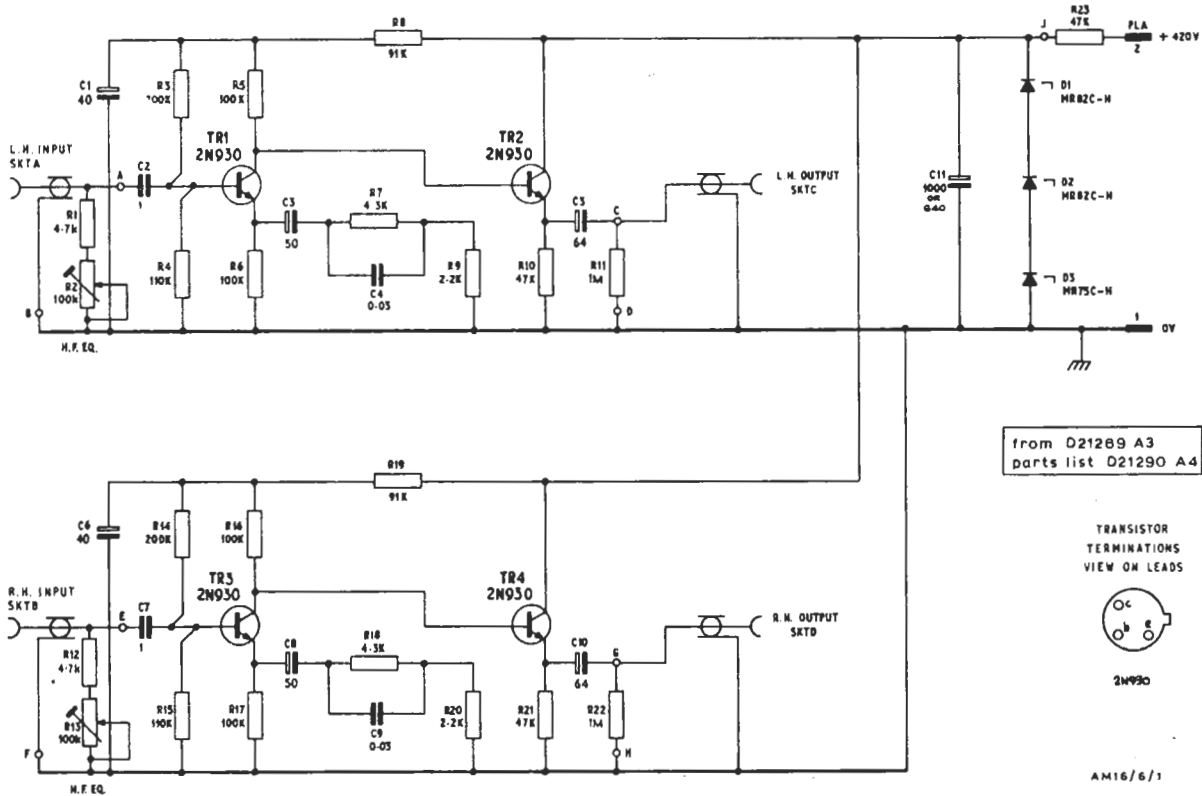 R8
91K
R23
47K
J
PLA
2
+ 420V
C1
40
R3
R5
100K
TR1
2N930
TR2
2N930
D1
MR82C-H
L.H. INPUT
SKTA
A
C2
1
L.H. OUTPUT
SKTC
C11
1000
OR
640
D2
MR82C-H
R1
4.7k
C3
50
R7
4.3K
C
64
R2
100k
R4
110K
R6
100K
C4
0-03
R9
2-2K
R10
47K
R11
1M
D3
MR75C-H
B
D
1
0V
H.F. EQ.
from D21289 A3
parts list D21290 A4
R19
91K
C6
40
R14
200K
R16
100K
TR3
2N930
TR4
2N930
TRANSISTOR
TERMINATIONS
VIEW ON LEADS
R.H. INPUT
SKTB
E
C7
1
R.H. OUTPUT
SKTD
c
b
e
R12
4.7k
C8
50
R18
4.3K
C10
64
G
2N930
R13
100k
R15
110K
R17
100K
C9
0-03
R20
2-2K
R21
47K
R22
1M
F
H
H.F. EQ.
AM16/6/1